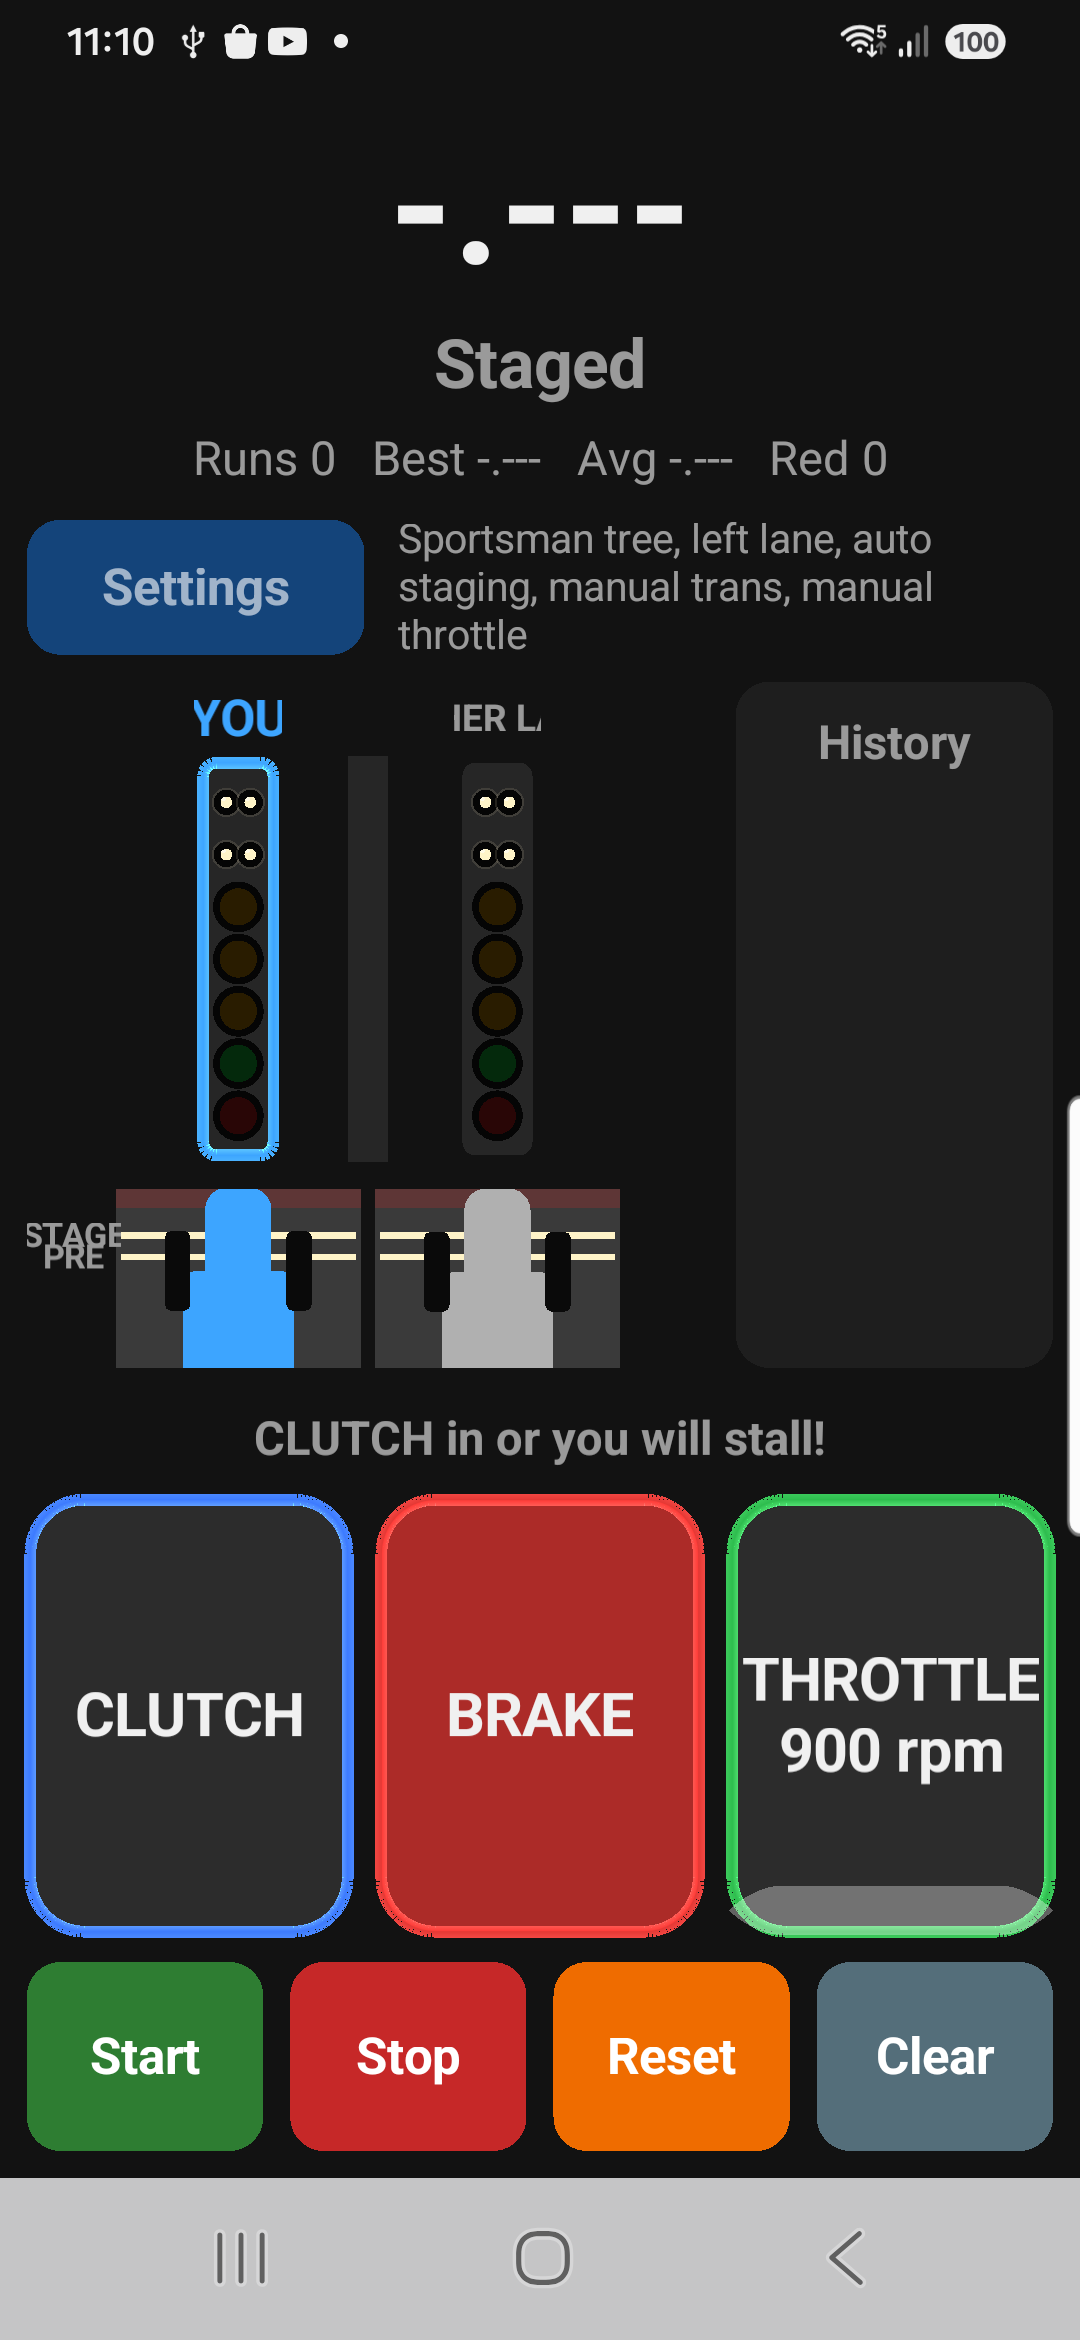 11:10
5
100
-.---
Staged
Runs 0 Best -.--- Avg -.--- Red 0
Settings
Sportsman tree, left lane, auto
staging, manual trans, manual
throttle
YOU
IER LA
History
STAGE
PRE
CLUTCH in or you will stall!
CLUTCH
BRAKE
THROTTLE
900 rpm
Start
Stop
Reset
Clear